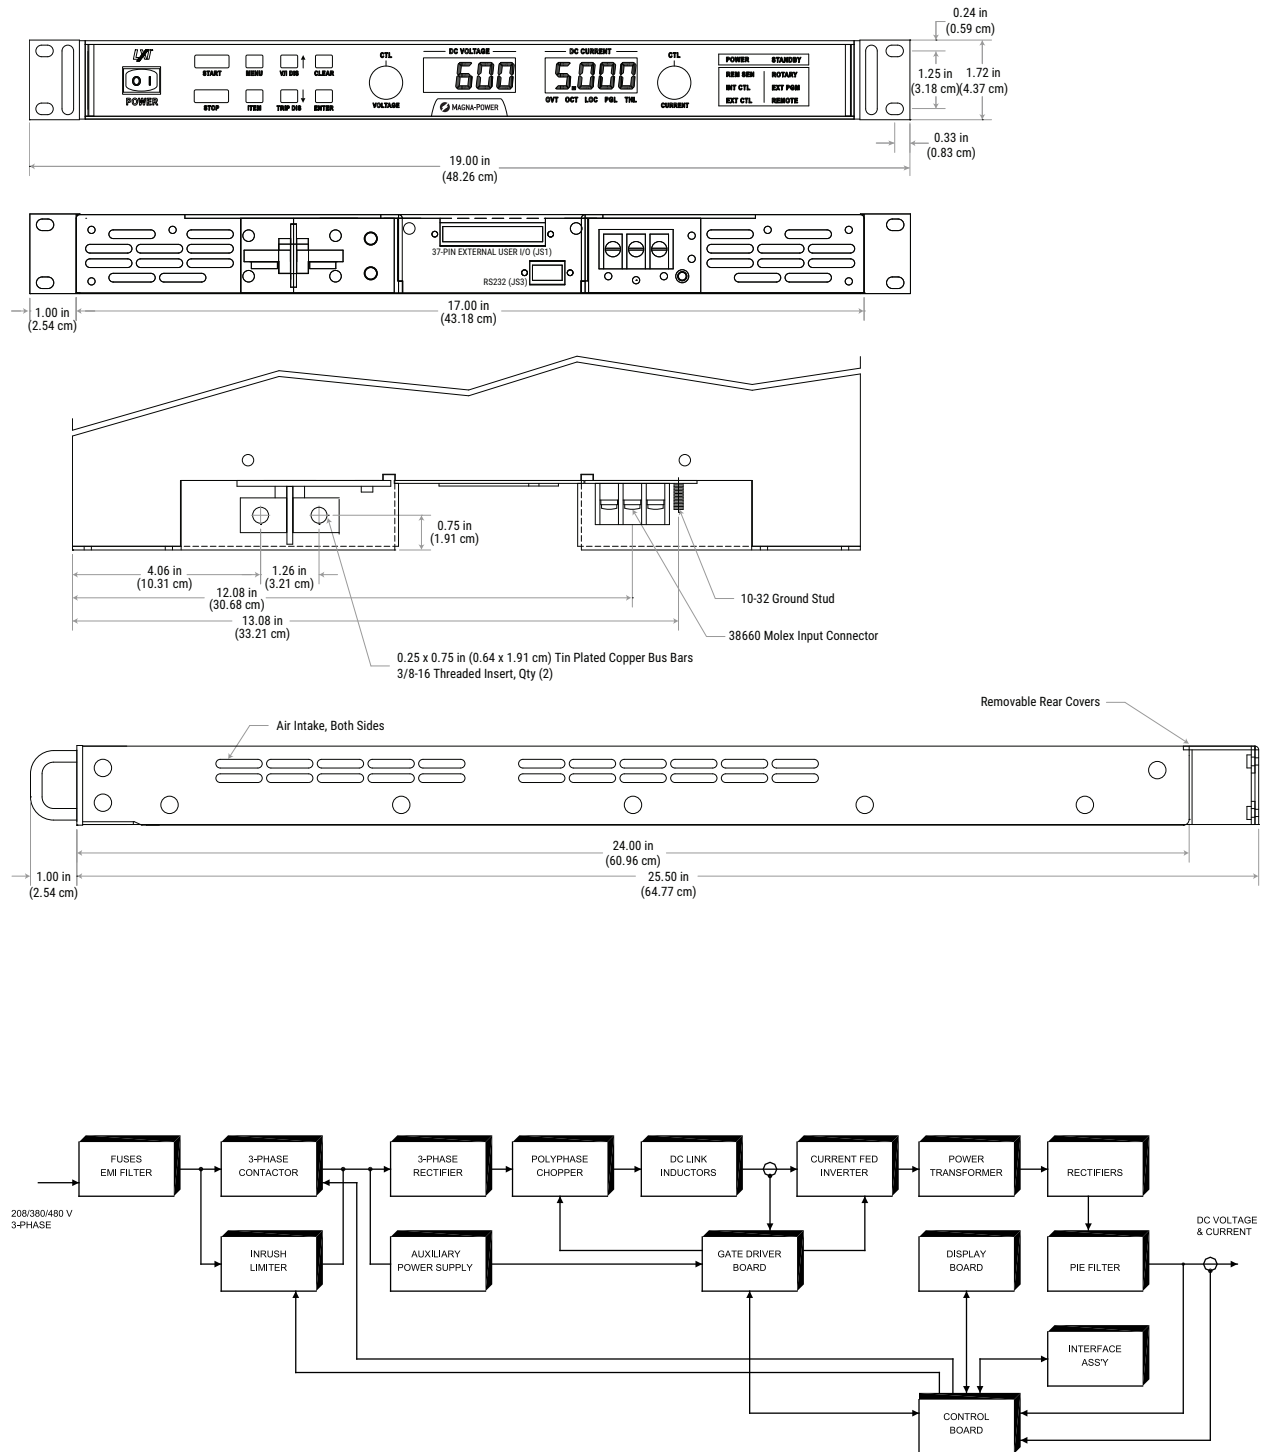 0.24 in
(0.59 cm)
LXI
POWER
START
STOP
MENU
ITEM
V/I DIS
TRIP DIS
CLEAR
ENTER
CTL
VOLTAGE
DC VOLTAGE
600
MAGNA-POWER
DC CURRENT
5.000
OVT OCT LOC PGL TNL
CTL
CURRENT
POWER STANDBY
REM SEN ROTARY
INT CTL EXT PGM
EXT CTL REMOTE
1.25 in
(3.18 cm)
1.72 in
(4.37 cm)
0.33 in
(0.83 cm)
19.00 in
(48.26 cm)
37-PIN EXTERNAL USER I/O (JS1)
RS232 (JS3)
1.00 in
(2.54 cm)
17.00 in
(43.18 cm)
0.75 in
(1.91 cm)
4.06 in
(10.31 cm)
1.26 in
(3.21 cm)
12.08 in
(30.68 cm)
13.08 in
(33.21 cm)
10-32 Ground Stud
38660 Molex Input Connector
0.25 x 0.75 in (0.64 x 1.91 cm) Tin Plated Copper Bus Bars
3/8-16 Threaded Insert, Qty (2)
Removable Rear Covers
Air Intake, Both Sides
24.00 in
(60.96 cm)
1.00 in
(2.54 cm)
25.50 in
(64.77 cm)
FUSES
EMI FILTER
3-PHASE
CONTACTOR
3-PHASE
RECTIFIER
POLYPHASE
CHOPPER
DC LINK
INDUCTORS
CURRENT FED
INVERTER
POWER
TRANSFORMER
RECTIFIERS
208/380/480 V
3-PHASE
DC VOLTAGE
& CURRENT
INRUSH
LIMITER
AUXILIARY
POWER SUPPLY
GATE DRIVER
BOARD
DISPLAY
BOARD
PIE FILTER
INTERFACE
ASS'Y
CONTROL
BOARD